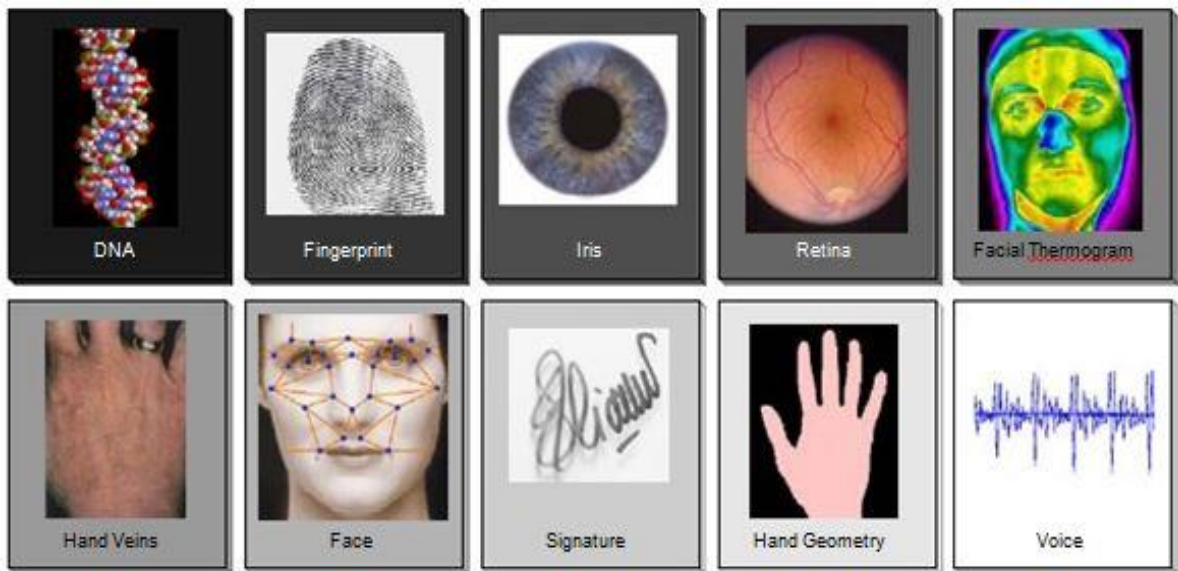 DNA
Fingerprint
Iris
Retina
Facial Thermogram
Hand Veins
Face
Signature
Hand Geometry
Voice